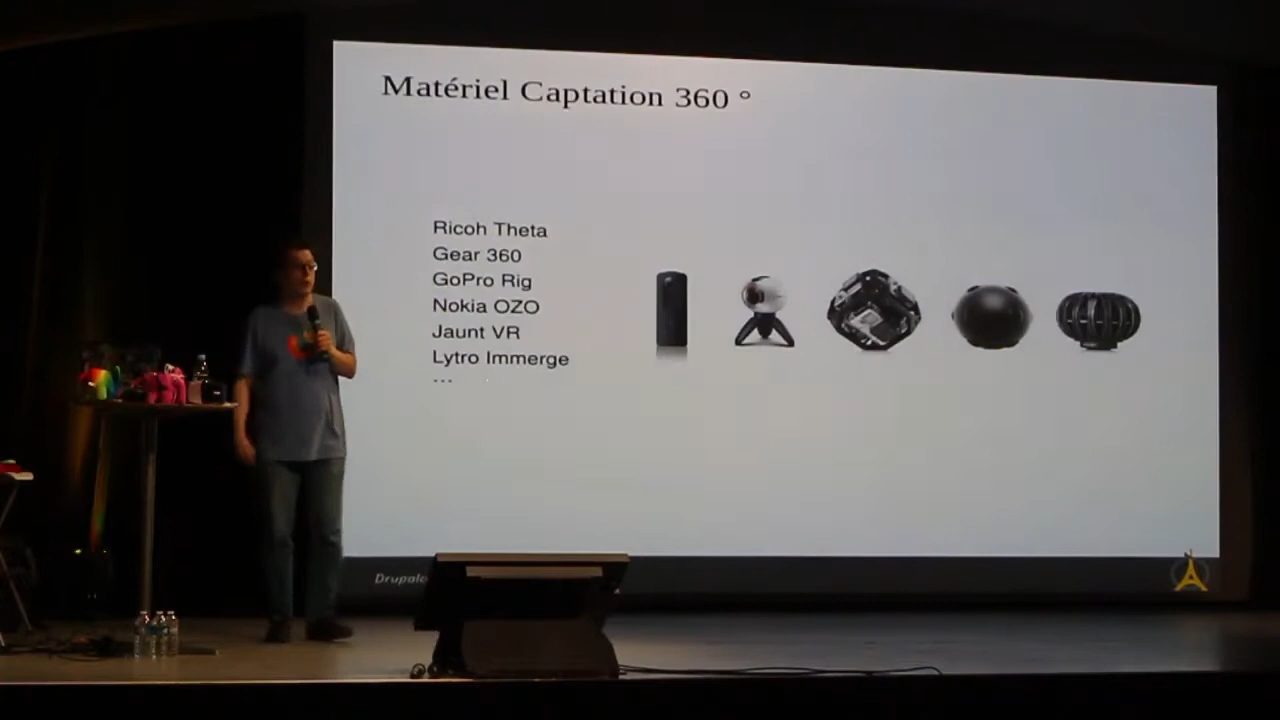 Matériel Captation 360 °
Ricoh Theta
Gear 360
GoPro Rig
Nokia OZO
Jaunt VR
Lytro Immerge
...